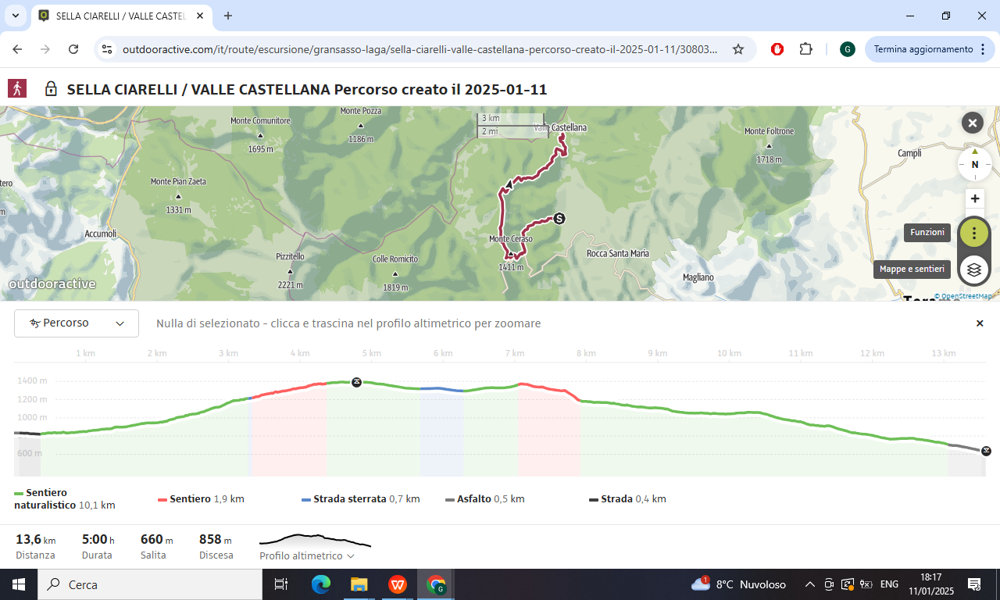 SELLA CIARELLI / VALLE CASTEL
outdooractive.com/it/route/escursione/gransasso-laga/sella-ciarelli-valle-castellana-percorso-creato-il-2025-01-11/30803...
G
Termina aggiornamento
SELLA CIARELLI / VALLE CASTELLANA Percorso creato il 2025-01-11
Monte Pozza
1186 m
Monte Comunitore
1695 m
3 km
2 mi
Valle Castellana
Monte Foltrone
1718 m
Campli
N
Monte Pian Zaeta
1331 m
tero
m
Accumoli
S
Monte Ceraso
1411 m
Funzioni
Pizzitello
2221 m
Colle Romicito
1819 m
Rocca Santa Maria
Magliano
Mappe e sentieri
outdooractive
© OpenStreetMap
Percorso
Nulla di selezionato - clicca e trascina nel profilo altimetrico per zoomare
1 km 2 km 3 km 4 km 5 km 6 km 7 km 8 km 9 km 10 km 11 km 12 km 13 km
1400 m
1200 m
1000 m
600 m
Sentiero naturalistico 10,1 km
Sentiero 1,9 km
Strada sterrata 0,7 km
Asfalto 0,5 km
Strada 0,4 km
13,6 km
Distanza
5:00 h
Durata
660 m
Salita
858 m
Discesa
Profilo altimetrico
Cerca
G
1
8°C Nuvoloso
ENG
18:17
11/01/2025